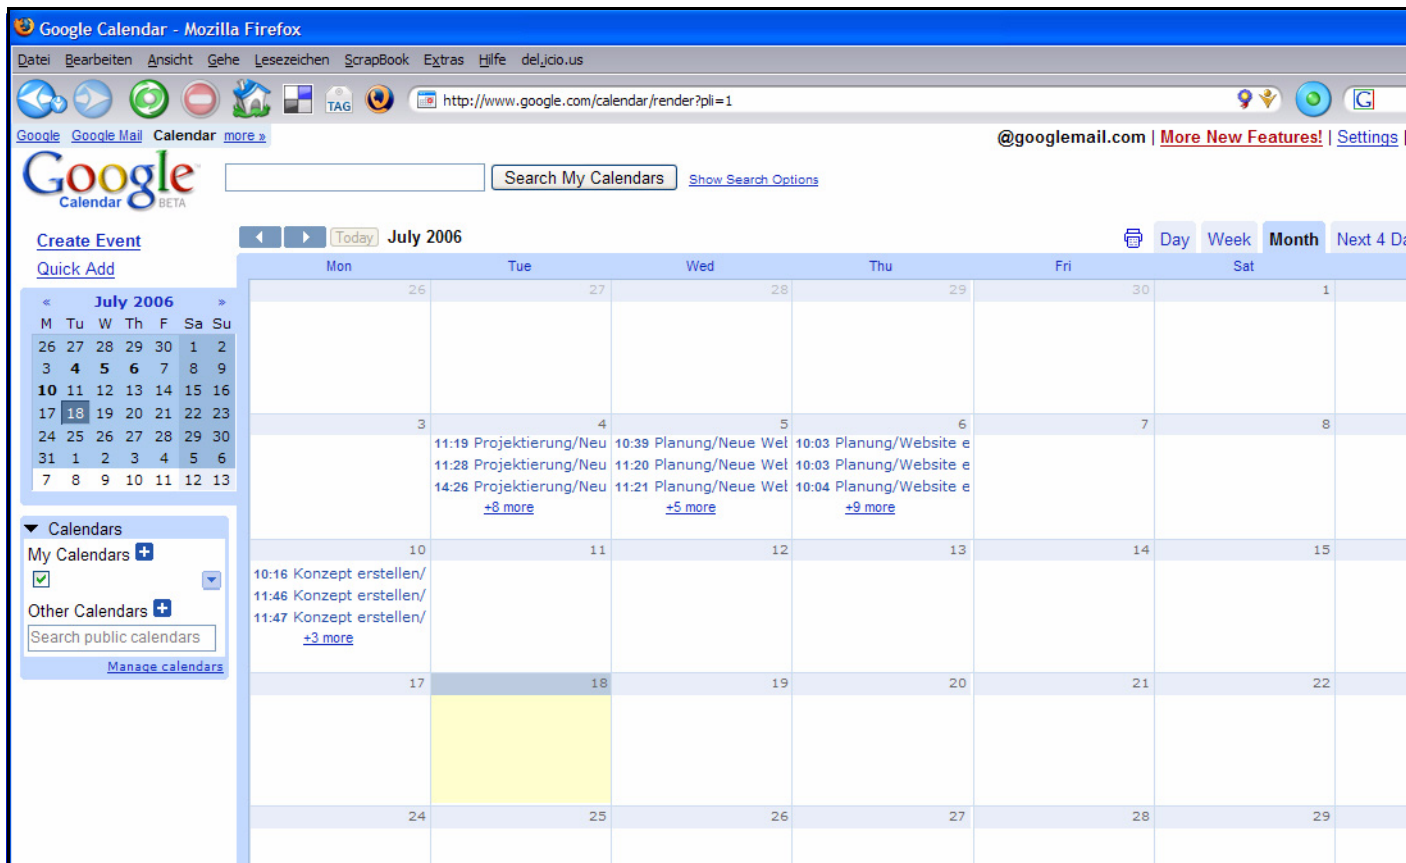 Google Calendar - Mozilla Firefox
Datei Bearbeiten Ansicht Gehe Lesezeichen ScrapBook Extras Hilfe del.icio.us
TAG http://www.google.com/calendar/render?pli=1 G
Google Google Mail Calendar more » @googlemail.com | More New Features! | Settings |
Google Calendar BETA
Search My Calendars Show Search Options
Create Event
Quick Add
Today July 2006 Day Week Month Next 4 Da
Mon Tue Wed Thu Fri Sat
« July 2006 »
M Tu W Th F Sa Su
26 27 28 29 30 1 2
3 4 5 6 7 8 9
10 11 12 13 14 15 16
17 18 19 20 21 22 23
24 25 26 27 28 29 30
31 1 2 3 4 5 6
7 8 9 10 11 12 13
Calendars
My Calendars
Other Calendars
Search public calendars
Manage calendars
26 27 28 29 30 1
3 4 5 6 7 8
11:19 Projektierung/Neu 10:39 Planung/Neue Wel 10:03 Planung/Website e
11:28 Projektierung/Neu 11:20 Planung/Neue Wel 10:03 Planung/Website e
14:26 Projektierung/Neu 11:21 Planung/Neue Wel 10:04 Planung/Website e
+8 more +5 more +9 more
10 11 12 13 14 15
10:16 Konzept erstellen/
11:46 Konzept erstellen/
11:47 Konzept erstellen/
+3 more
17 18 19 20 21 22
24 25 26 27 28 29